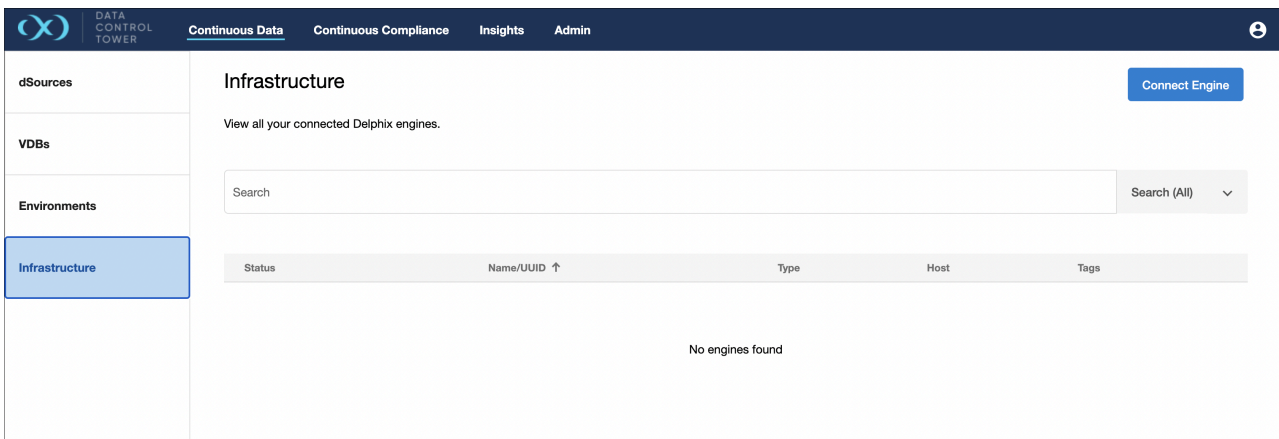 DATA
CONTROL
TOWER
Continuous Data Continuous Compliance Insights Admin
dSources
VDBs
Environments
Infrastructure
Infrastructure
Connect Engine
View all your connected Delphix engines.
Search Search (All)
Status Name/UUID ↑ Type Host Tags
No engines found